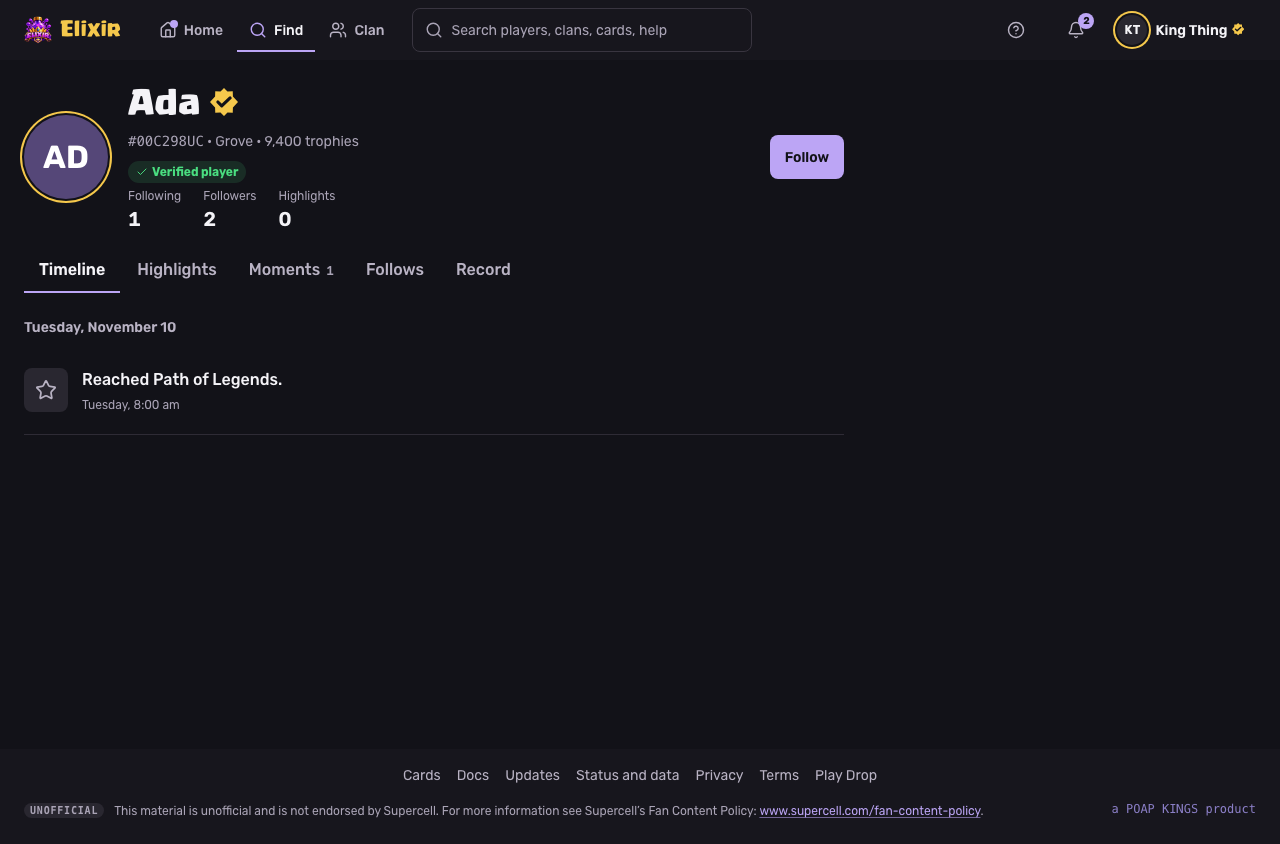 Elixir
Home
Find
Clan
Search players, clans, cards, help
2
KT
King Thing
AD
Ada
#00C298UC • Grove • 9,400 trophies
Verified player
Following
Followers
Highlights
1
2
0
Follow
Timeline
Highlights
Moments 1
Follows
Record
Tuesday, November 10
Reached Path of Legends.
Tuesday, 8:00 am
Cards
Docs
Updates
Status and data
Privacy
Terms
Play Drop
UNOFFICIAL
This material is unofficial and is not endorsed by Supercell. For more information see Supercell's Fan Content Policy: www.supercell.com/fan-content-policy.
a POAP KINGS product